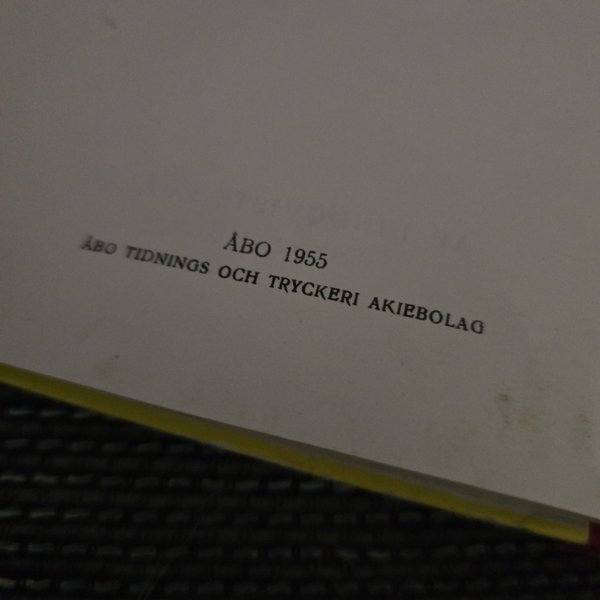 ÅBO 1955
ÅBO TIDNINGS OCH TRYCKERI AKIEBOLAG